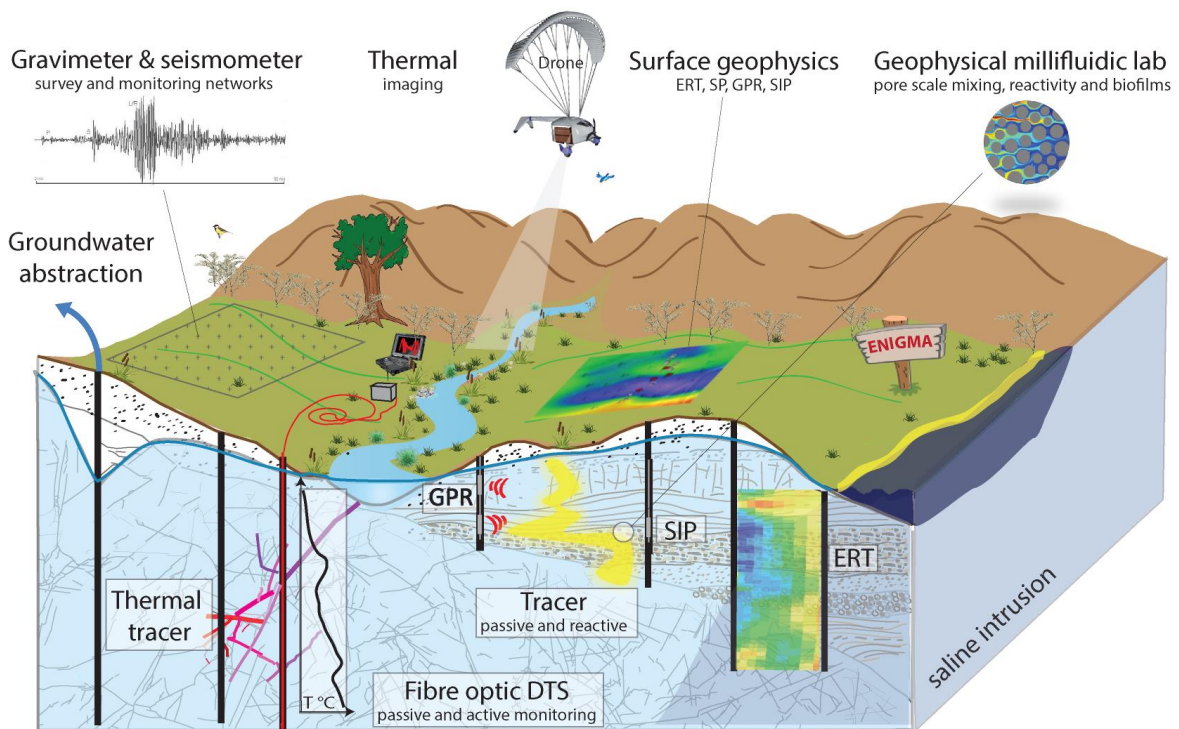 Gravimeter & seismometer
survey and monitoring networks
Thermal
imaging
Drone
Surface geophysics
ERT, SP, GPR, SIP
Geophysical millifluidic lab
pore scale mixing, reactivity and biofilms
Groundwater
abstraction
ENIGMA
GPR
SIP
ERT
Thermal
tracer
Tracer
passive and reactive
T °C
Fibre optic DTS
passive and active monitoring
saline intrusion